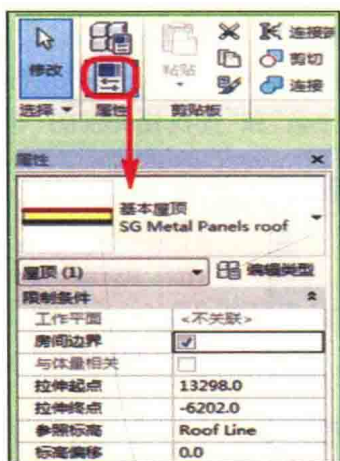 连接
剪切
修改
粘贴
连接
选择
属性
剪贴板
属性
基本屋顶
SG Metal Panels roof
屋顶 (1)
编辑类型
限制条件
工作平面 <不关联>
房间边界
与体量相关
拉伸起点 13298.0
拉伸终点 -6202.0
参照标高 Roof Line
标高偏移 0.0